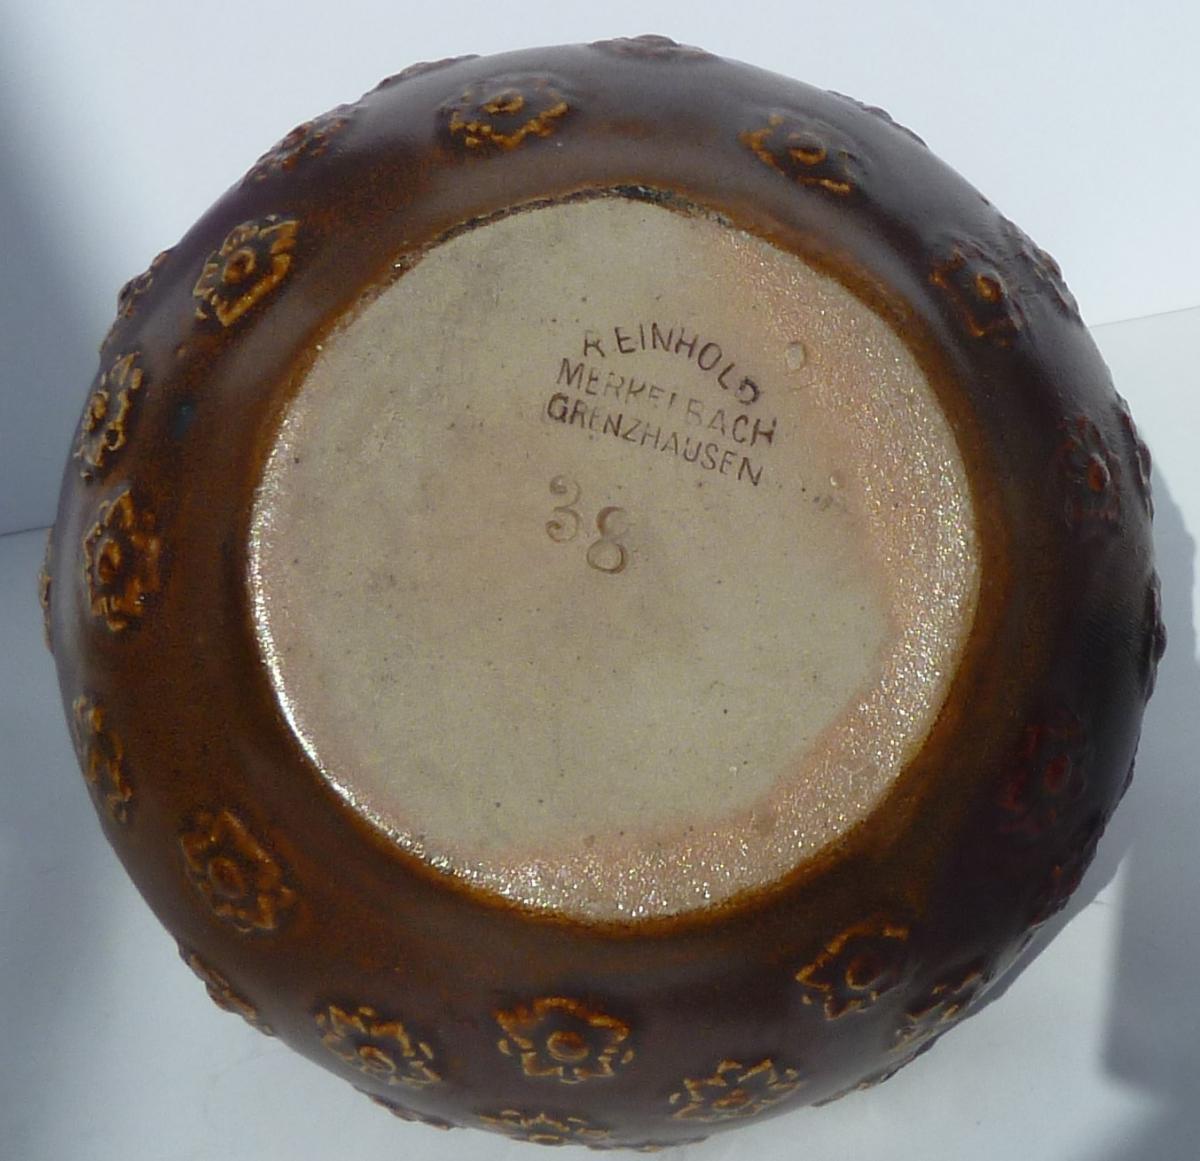 REINHOLD
MERKELBACH
GRENZHAUSEN
38